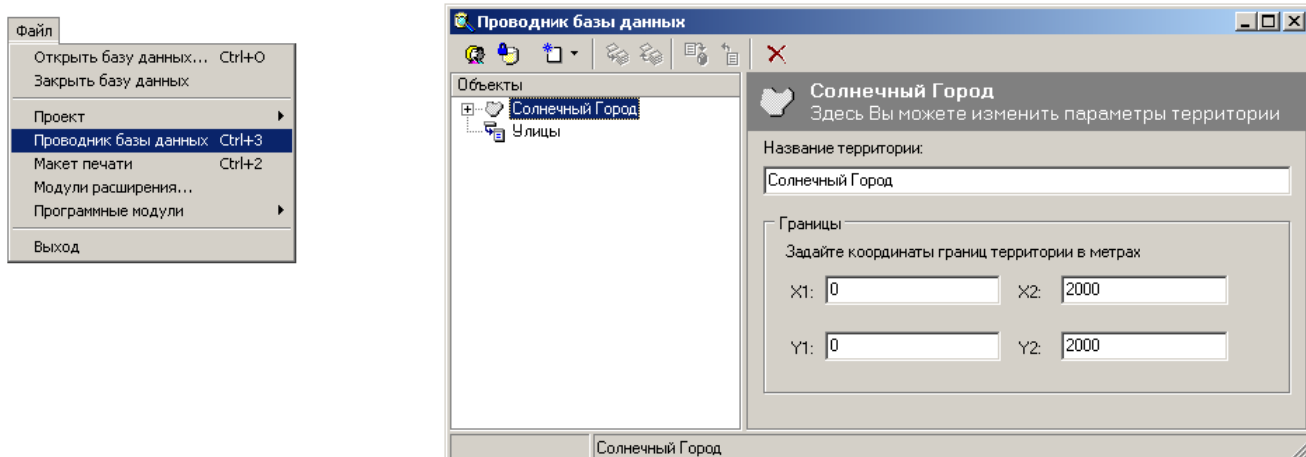 Файл
Открыть базу данных... Ctrl+O
Закрыть базу данных
Проект
Проводник базы данных Ctrl+3
Макет печати Ctrl+2
Модули расширения...
Программные модули
Выход
Проводник базы данных
Объекты
Солнечный Город
Улицы
Солнечный Город
Здесь Вы можете изменить параметры территории
Название территории:
Солнечный Город
Границы
Задайте координаты границ территории в метрах
X1: 0 X2: 2000
Y1: 0 Y2: 2000
Солнечный Город